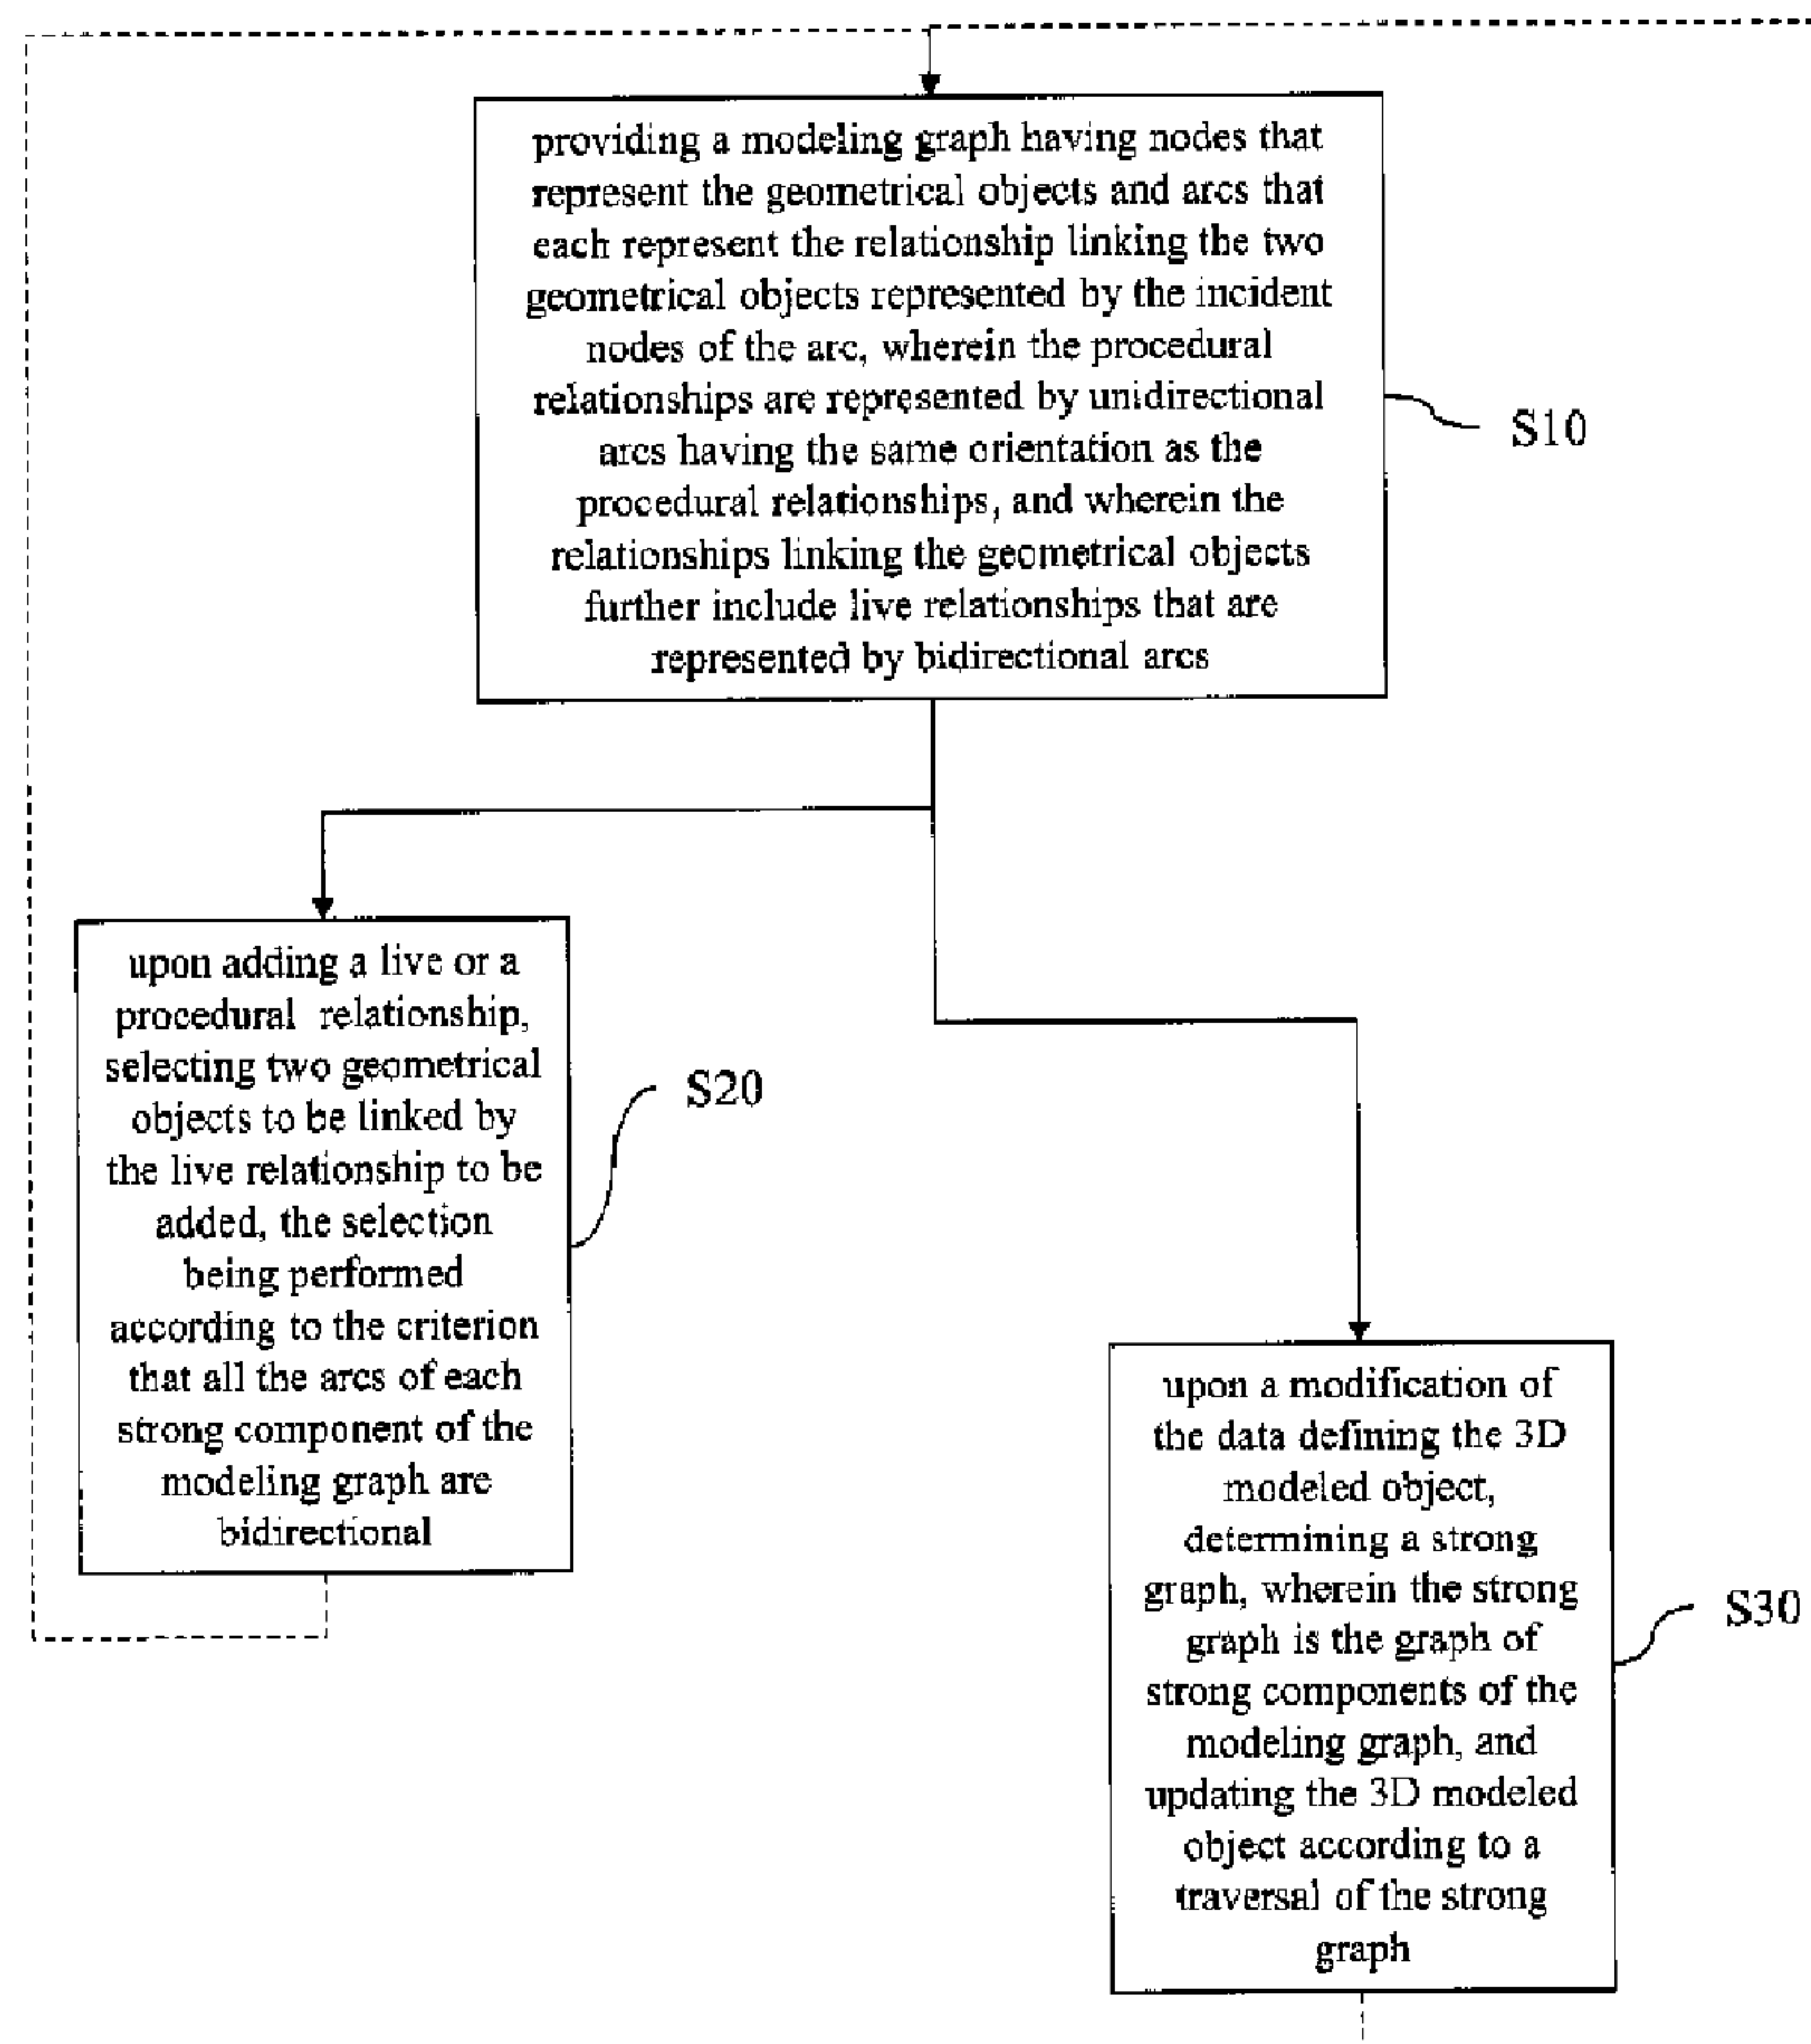 providing a modeling graph having nodes that
represent the geometrical objects and arcs that
each represent the relationship linking the two
geometrical objects represented by the incident
nodes of the arc, wherein the procedural
relationships are represented by unidirectional
arcs having the same orientation as the
procedural relationships, and wherein the
relationships linking the geometrical objects
further include live relationships that are
represented by bidirectional arcs
S10
upon adding a live or a
procedural relationship,
selecting two geometrical
objects to be linked by
the live relationship to be
added, the selection
being performed
according to the criterion
that all the arcs of each
strong component of the
modeling graph are
bidirectional
S20
upon a modification of
the data defining the 3D
modeled object,
determining a strong
graph, wherein the strong
graph is the graph of
strong components of the
modeling graph, and
updating the 3D modeled
object according to a
traversal of the strong
graph
S30